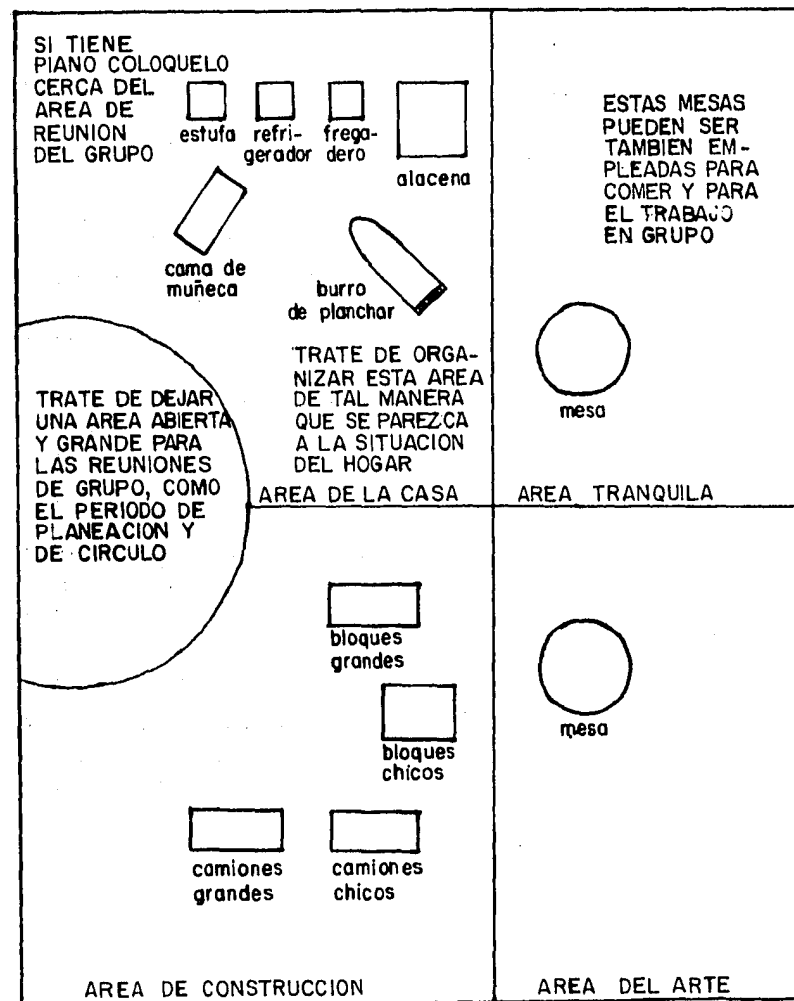 SI TIENE
PIANO COLOQUELO
CERCA DEL
AREA DE
REUNION
DEL GRUPO
estufa
refri-
gerador
frega-
dero
alacena
cama de
muñeca
burro
de planchar
TRATE DE ORGA-
NIZAR ESTA AREA
DE TAL MANERA
QUE SE PAREZCA
A LA SITUACION
DEL HOGAR
AREA DE LA CASA
ESTAS MESAS
PUEDEN SER
TAMBIEN EM-
PLEADAS PARA
COMER Y PARA
EL TRABAJO
EN GRUPO
mesa
AREA TRANQUILA
TRATE DE DEJAR
UNA AREA ABIERTA
Y GRANDE PARA
LAS REUNIONES
DE GRUPO, COMO
EL PERIODO DE
PLANEACION Y
DE CIRCULO
bloques
grandes
bloques
chicos
camiones
grandes
camiones
chicos
AREA DE CONSTRUCCION
mesa
AREA DEL ARTE